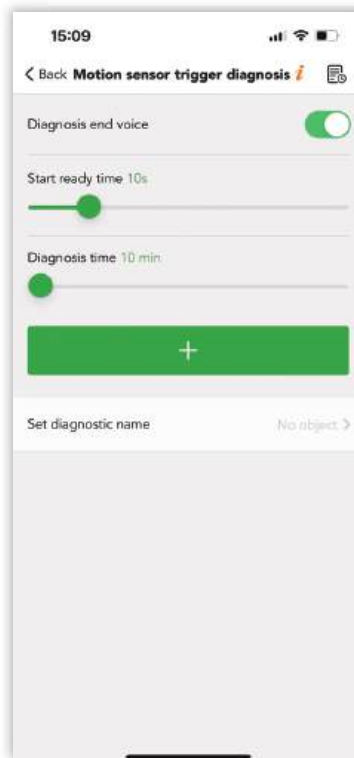 15:09
Back Motion sensor trigger diagnosis i
Diagnosis end voice
Start ready time 10s
Diagnosis time 10 min
+
Set diagnostic name No object